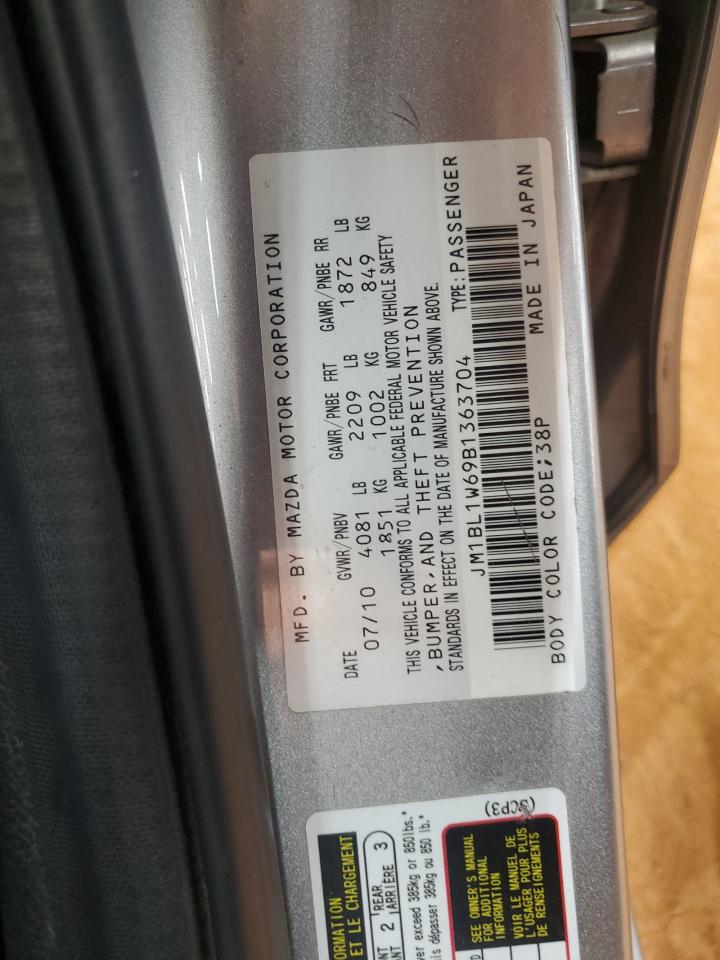 MFD. BY MAZDA MOTOR CORPORATION
DATE GVWR/PNBV GAWR/PNBE FRT GAWR/PNBE RR
07/10 4081 LB 2209 LB 1872 LB
1851 KG 1002 KG 849 KG
THIS VEHICLE CONFORMS TO ALL APPLICABLE FEDERAL MOTOR VEHICLE SAFETY
,BUMPER,AND THEFT PREVENTION
STANDARDS IN EFFECT ON THE DATE OF MANUFACTURE SHOWN ABOVE.
JM1BL1W69B1363704 TYPE:PASSENGER
BODY COLOR CODE;38P MADE IN JAPAN
ORMATION
ET LE CHARGEMENT
NT 2 REAR 3
ANT ARRIÈRE
ver exceed 385kg or 850lbs.*
is dépasser 385kg ou 850 lb.*
SEE OWNER'S MANUAL
FOR ADDITIONAL
INFORMATION
VOIR LE MANUEL DE
L'USAGER POUR PLUS
DE RENSEIGNEMENTS